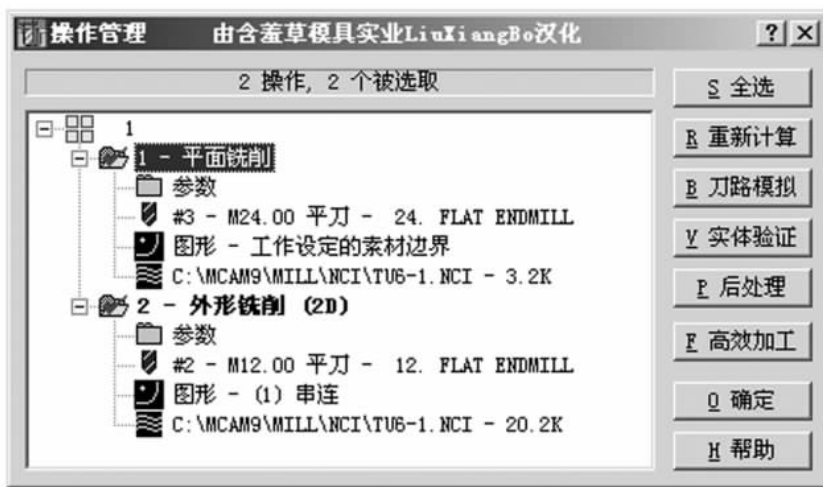 操作管理 由含羞草模具实业LiuXiangBo汉化
2 操作, 2 个被选取
1
1 - 平面铣削
参数
#3 - M24.00 平刀 - 24. FLAT ENDMILL
图形 - 工作设定的素材边界
C:\MCAM9\MILL\NCI\TU6-1.NCI - 3.2K
2 - 外形铣削 (2D)
参数
#2 - M12.00 平刀 - 12. FLAT ENDMILL
图形 - (1) 串连
C:\MCAM9\MILL\NCI\TU6-1.NCI - 20.2K
S 全选
R 重新计算
B 刀路模拟
V 实体验证
P 后处理
F 高效加工
O 确定
H 帮助